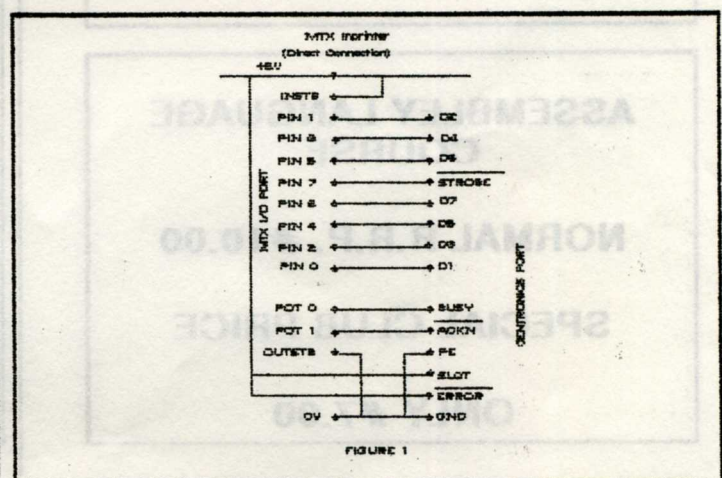 MTX Inprinter
(Direct Connection)
INSTB
PIN 1 D2
PIN 3 D4
PIN 5 D6
PIN 7 STROBE
PIN 6 D7
PIN 4 D5
PIN 2 D3
PIN 0 D1
MTX I/O PORT
CENTRONICS PORT
POT 0 BUSY
POT 1 ACKN
OUTSTB PE
SLCT
ERROR
0V GND
FIGURE 1